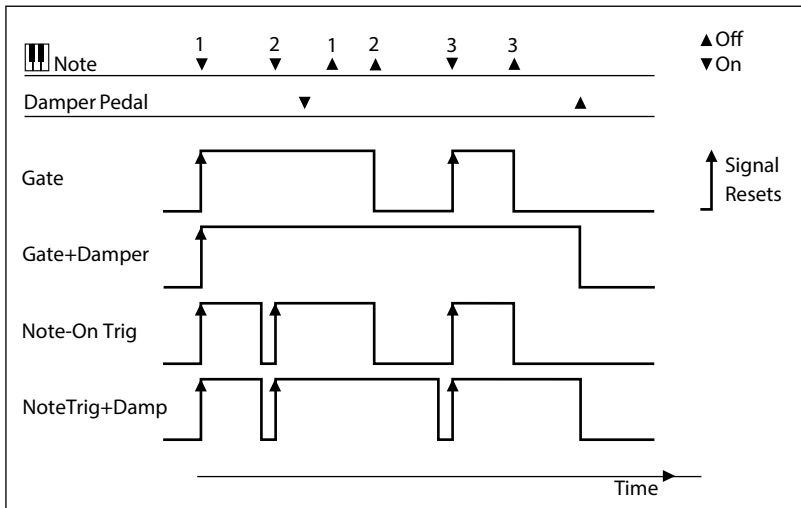 1 2 1 2 3 3
▲Off
Note
▼On
Damper Pedal
Gate
Signal
Resets
Gate+Damper
Note-On Trig
NoteTrig+Damp
Time